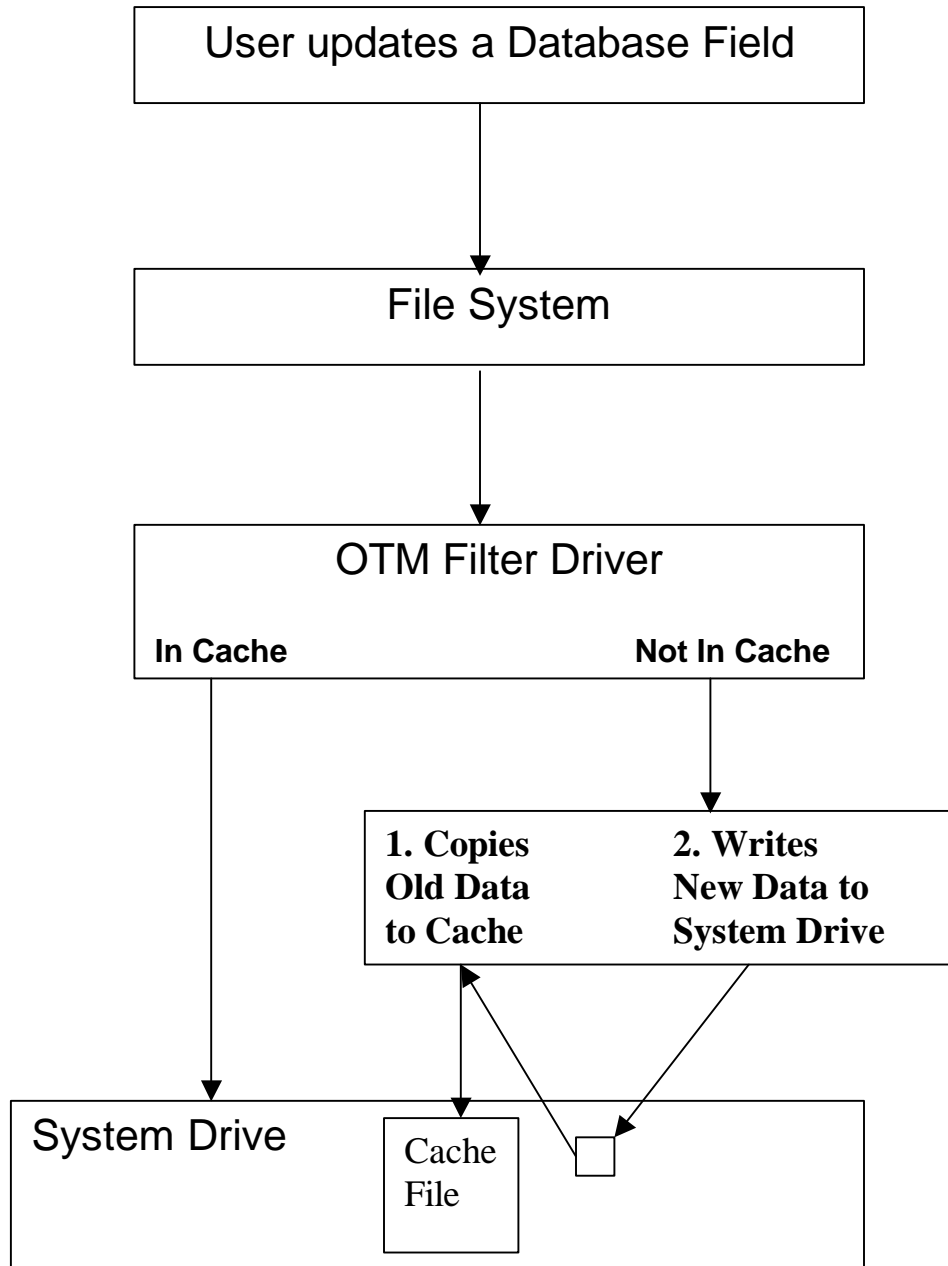 User updates a Database Field
File System
OTM Filter Driver
In Cache
Not In Cache
1. Copies
Old Data
to Cache
2. Writes
New Data to
System Drive
System Drive
Cache
File